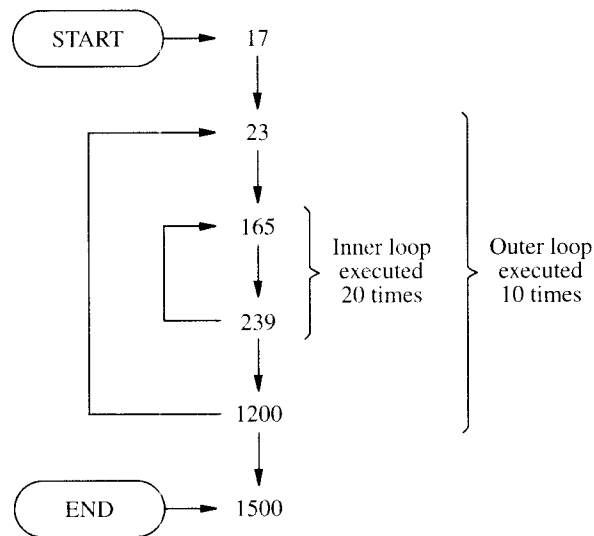 START
17
23
165
Inner loop
executed
20 times
Outer loop
executed
10 times
239
1200
END
1500